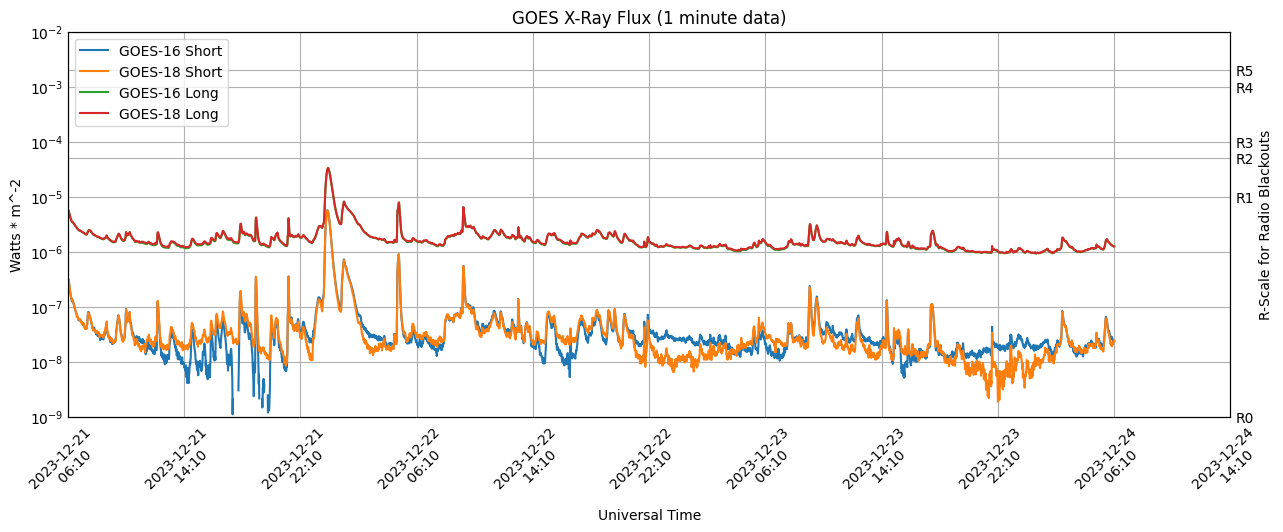 GOES X-Ray Flux (1 minute data)
GOES-16 Short
GOES-18 Short
GOES-16 Long
GOES-18 Long
Watts * m^-2
10⁻²
10⁻³
10⁻⁴
10⁻⁵
10⁻⁶
10⁻⁷
10⁻⁸
10⁻⁹
R5
R4
R3
R2
R1
R0
R-Scale for Radio Blackouts
2023-12-21
06:10
2023-12-21
14:10
2023-12-21
22:10
2023-12-22
06:10
2023-12-22
14:10
2023-12-22
22:10
2023-12-23
06:10
2023-12-23
14:10
2023-12-23
22:10
2023-12-24
06:10
2023-12-24
14:10
Universal Time